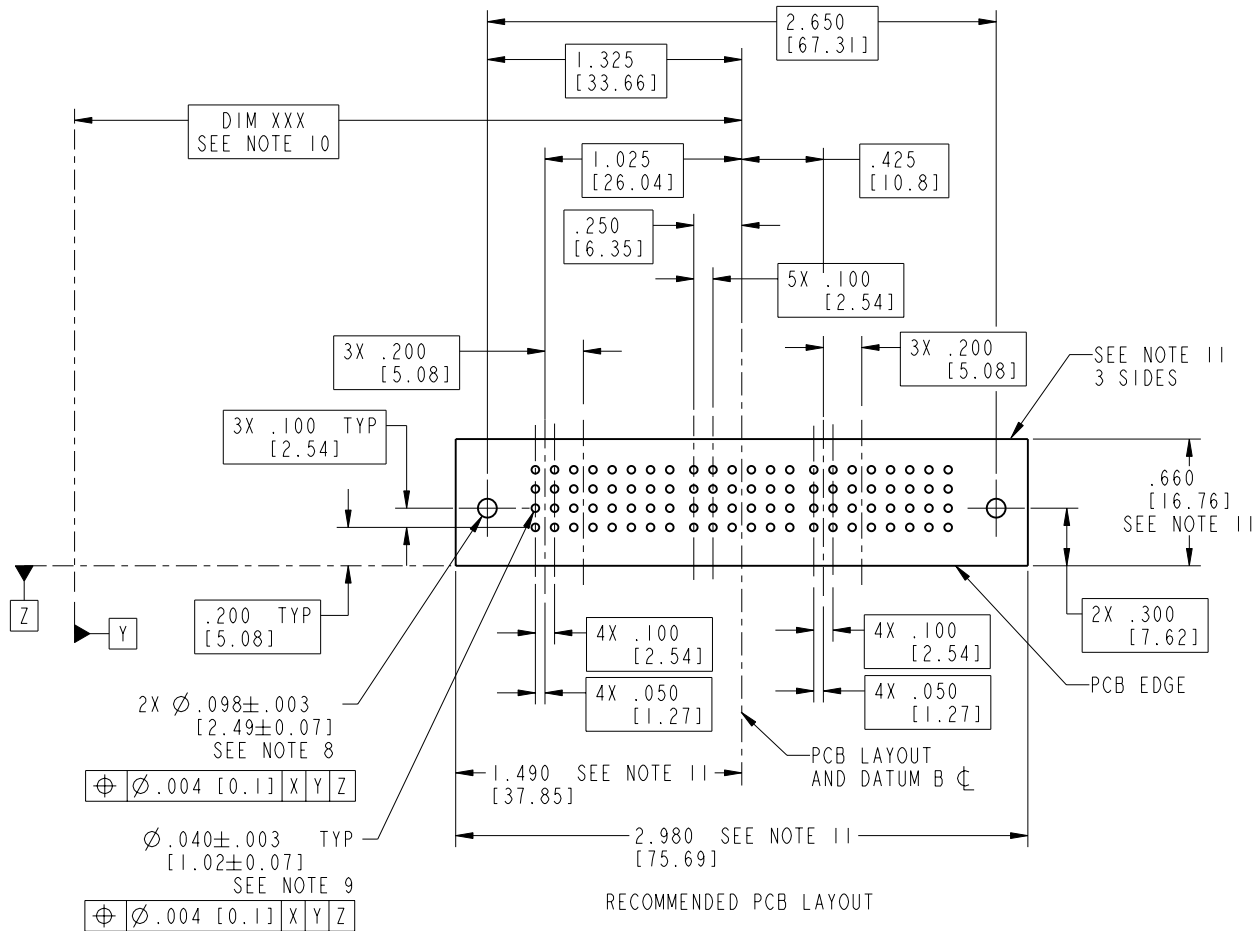 2.650
[67.31]
1.325
[33.66]
DIM XXX
SEE NOTE 10
1.025
[26.04]
.425
[10.8]
.250
[6.35]
5X .100
[2.54]
3X .200
[5.08]
3X .200
[5.08]
SEE NOTE 11
3 SIDES
3X .100 TYP
[2.54]
.660
[16.76]
SEE NOTE 11
Z
Y
.200 TYP
[5.08]
4X .100
[2.54]
4X .100
[2.54]
2X .300
[7.62]
4X .050
[1.27]
4X .050
[1.27]
PCB EDGE
2X Ø.098±.003
[2.49±0.07]
SEE NOTE 8
⌖ Ø.004 [0.1] X Y Z
PCB LAYOUT
AND DATUM B ℄
1.490 SEE NOTE 11
[37.85]
Ø.040±.003 TYP
[1.02±0.07]
SEE NOTE 9
⌖ Ø.004 [0.1] X Y Z
2.980 SEE NOTE 11
[75.69]
RECOMMENDED PCB LAYOUT